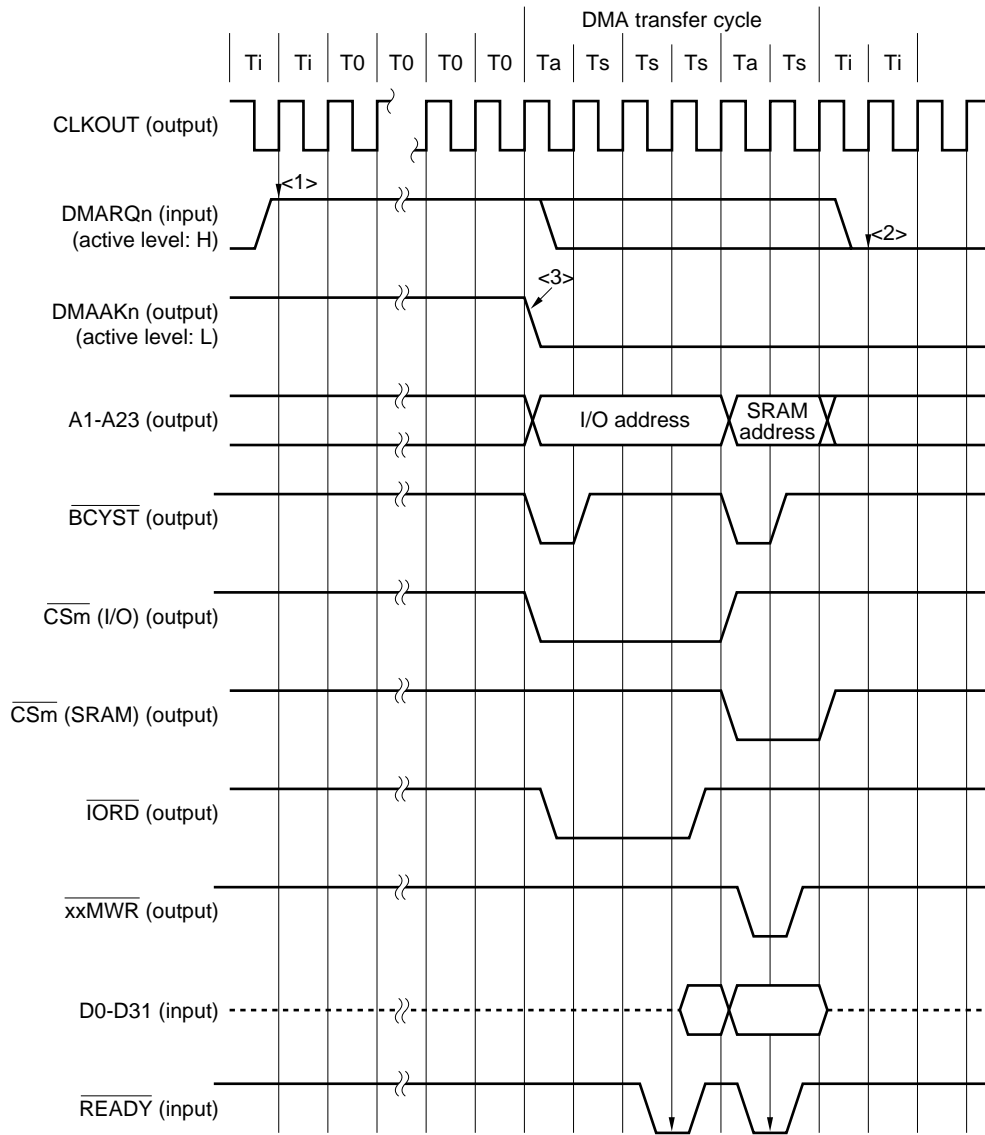 DMA transfer cycle
Ti Ti T0 T0 T0 T0 Ta Ts Ts Ts Ta Ts Ti Ti
CLKOUT (output)
<1>
DMARQn (input)
(active level: H)
<2>
<3>
DMAAKn (output)
(active level: L)
A1-A23 (output)
I/O address
SRAM
address
BCYST (output)
CSm (I/O) (output)
CSm (SRAM) (output)
IORD (output)
xxMWR (output)
D0-D31 (input)
READY (input)